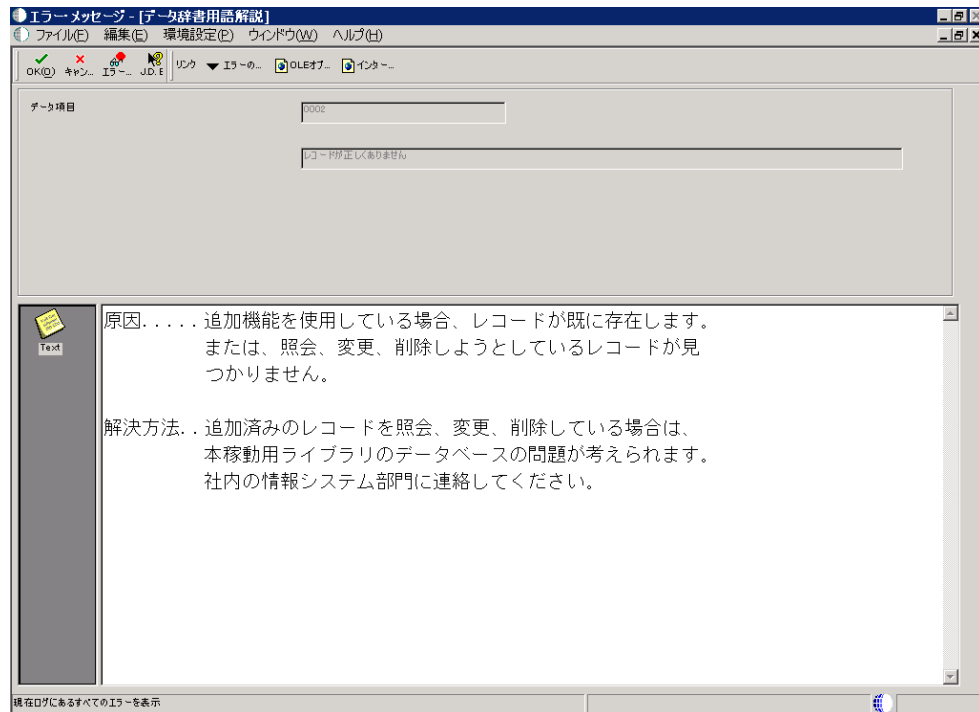 エラー・メッセージ - [データ辞書用語解説]
ファイル(F) 編集(E) 環境設定(P) ウィンドウ(W) ヘルプ(H)
OK(O) キャン... エラー... J.D.E リンク ▼ エラーの... OLEオブ... インター...
データ項目 0002
レコードが正しくありません
Text
原因.....追加機能を使用している場合、レコードが既に存在します。
または、照会、変更、削除しようとしているレコードが見
つかりません。
解決方法..追加済みのレコードを照会、変更、削除している場合は、
本稼動用ライブラリのデータベースの問題が考えられます。
社内の情報システム部門に連絡してください。
現在ログにあるすべてのエラーを表示